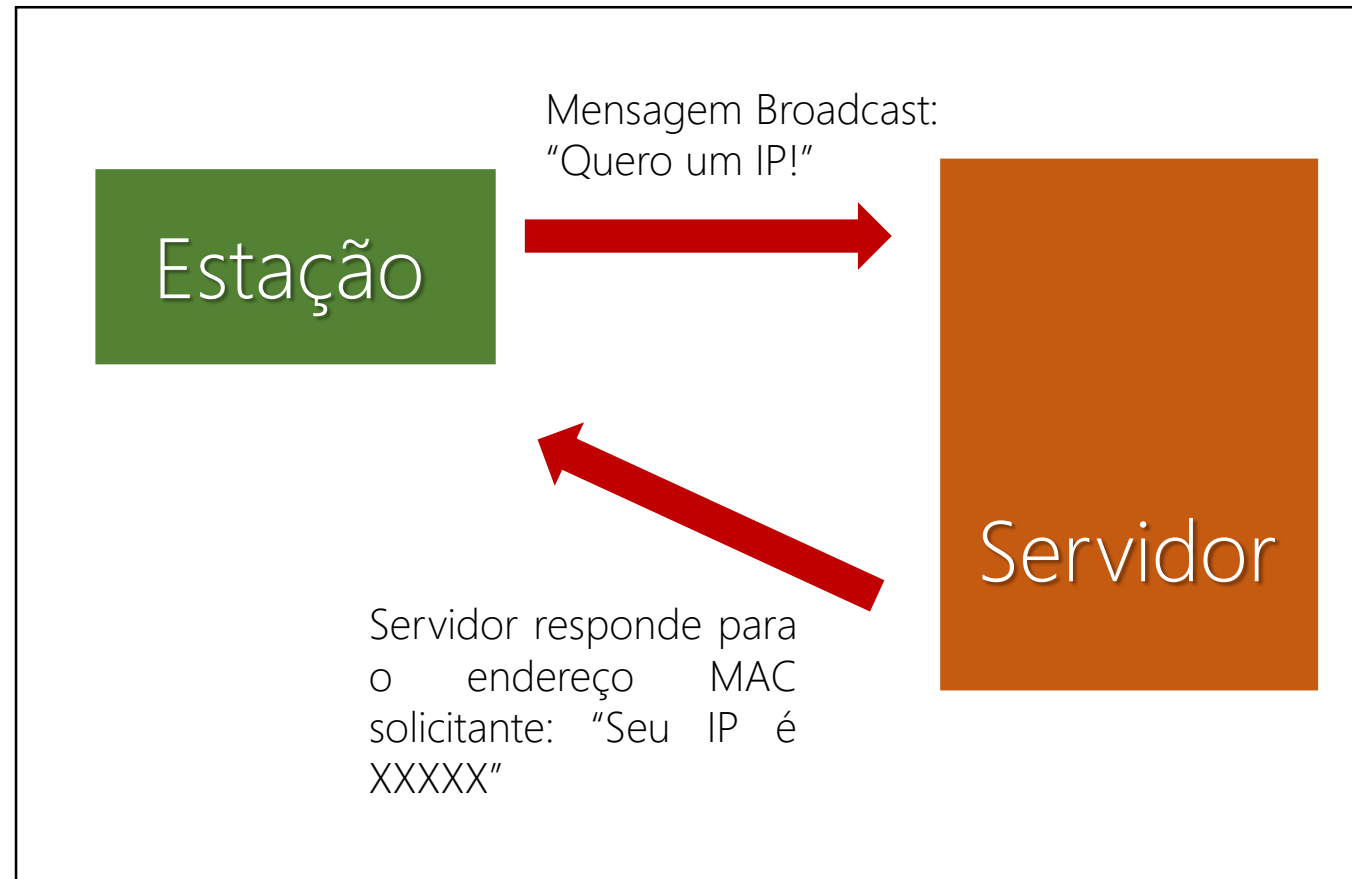 Mensagem Broadcast:
“Quero um IP!”
Estação
Servidor
Servidor responde para
o endereço MAC
solicitante: “Seu IP é
XXXXX”